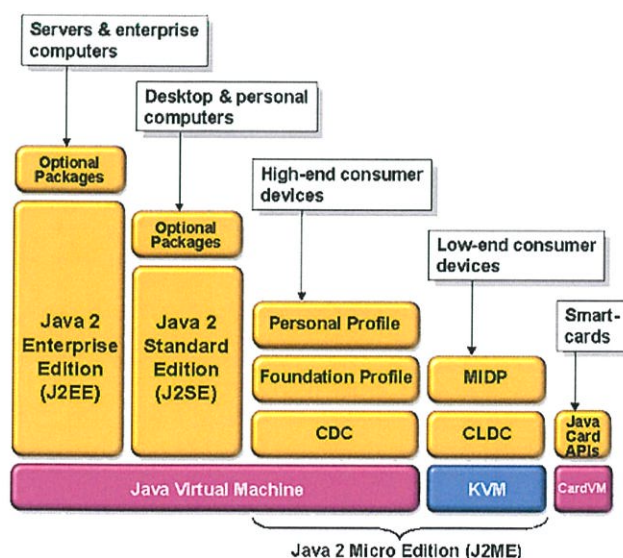 Servers & enterprise
computers
Desktop & personal
computers
Optional
Packages
High-end consumer
devices
Optional
Packages
Low-end consumer
devices
Java 2
Enterprise
Edition
(J2EE)
Java 2
Standard
Edition
(J2SE)
Personal Profile
Smart-
cards
Foundation Profile
MIDP
CDC
CLDC
Java
Card
APIs
Java Virtual Machine
KVM
CardVM
Java 2 Micro Edition (J2ME)